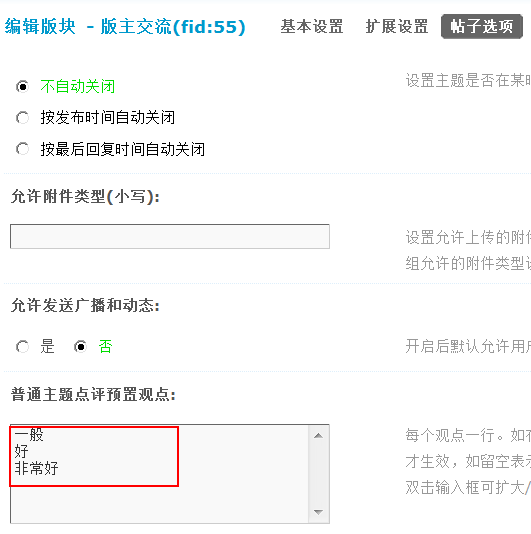 编辑版块 - 版主交流(fid:55) 基本设置 扩展设置 帖子选项
不自动关闭 设置主题是否在某
按发布时间自动关闭
按最后回复时间自动关闭
允许附件类型(小写):
设置允许上传的附件
组允许的附件类型
允许发送广播和动态:
是 否 开启后默认允许用户
普通主题点评预置观点:
一般
好
非常好
每个观点一行。如
才生效，如留空表示
双击输入框可扩大/